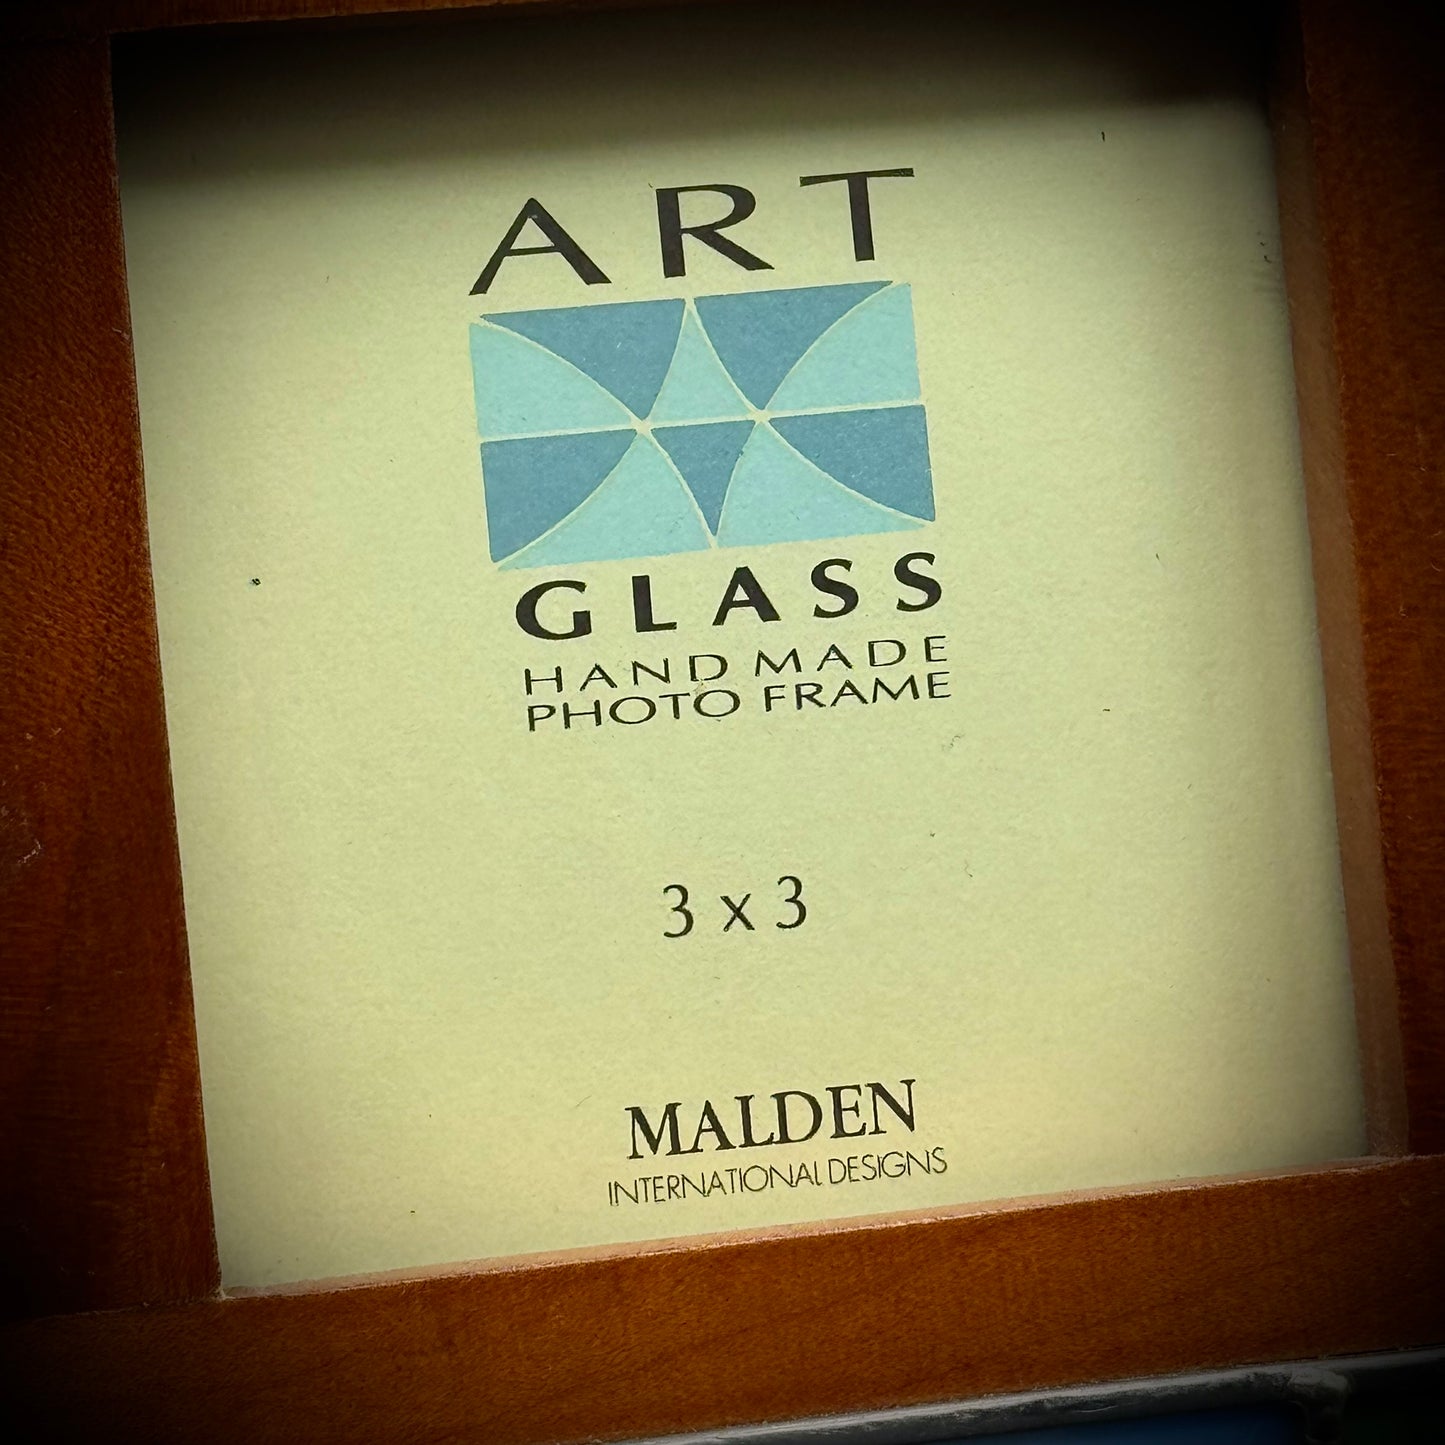 ART
GLASS
HAND MADE
PHOTO FRAME
3 x 3
MALDEN
INTERNATIONAL DESIGNS